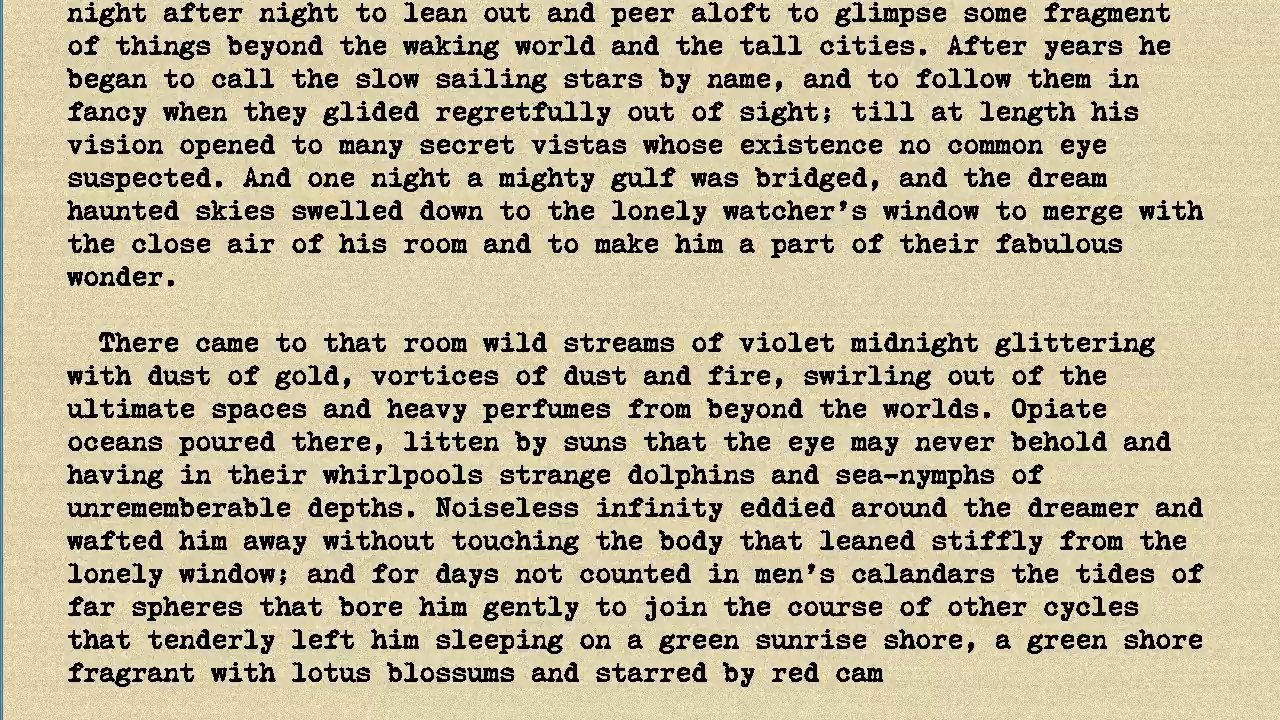 night after night to lean out and peer aloft to glimpse some fragment
of things beyond the waking world and the tall cities. After years he
began to call the slow sailing stars by name, and to follow them in
fancy when they glided regretfully out of sight; till at length his
vision opened to many secret vistas whose existence no common eye
suspected. And one night a mighty gulf was bridged, and the dream
haunted skies swelled down to the lonely watcher's window to merge with
the close air of his room and to make him a part of their fabulous
wonder.
There came to that room wild streams of violet midnight glittering
with dust of gold, vortices of dust and fire, swirling out of the
ultimate spaces and heavy perfumes from beyond the worlds. Opiate
oceans poured there, litten by suns that the eye may never behold and
having in their whirlpools strange dolphins and sea-nymphs of
unrememberable depths. Noiseless infinity eddied around the dreamer and
wafted him away without touching the body that leaned stiffly from the
lonely window; and for days not counted in men's calandars the tides of
far spheres that bore him gently to join the course of other cycles
that tenderly left him sleeping on a green sunrise shore, a green shore
fragrant with lotus blossums and starred by red cam